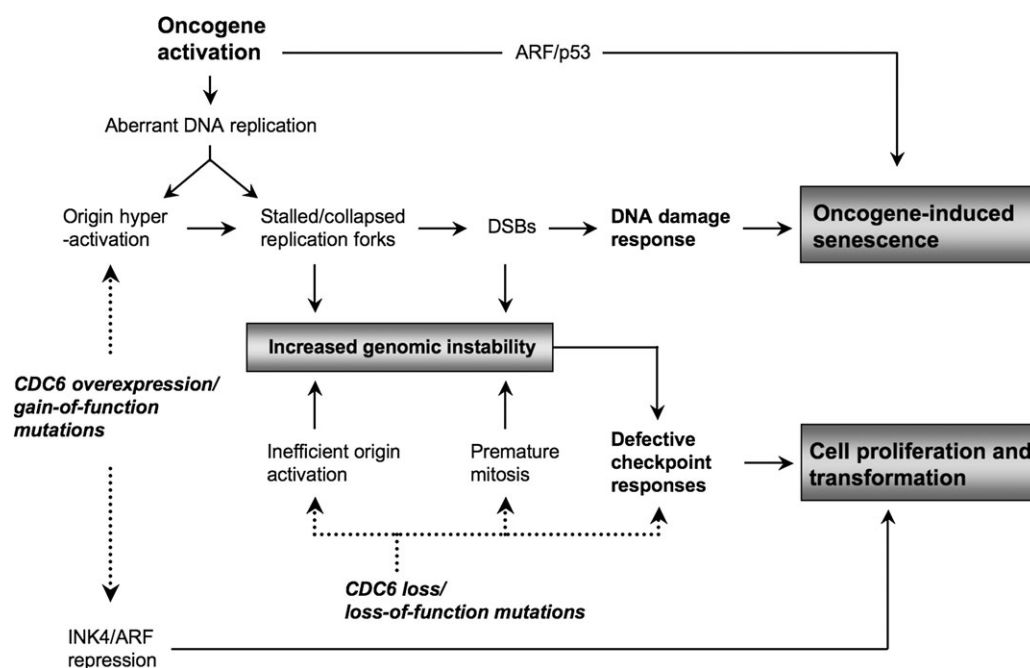 Oncogene
activation
ARF/p53
Aberrant DNA replication
Origin hyper
-activation
Stalled/collapsed
replication forks
DSBs
DNA damage
response
Oncogene-induced
senescence
Increased genomic instability
CDC6 overexpression/
gain-of-function
mutations
Inefficient origin
activation
Premature
mitosis
Defective
checkpoint
responses
Cell proliferation and
transformation
CDC6 loss/
loss-of-function mutations
INK4/ARF
repression